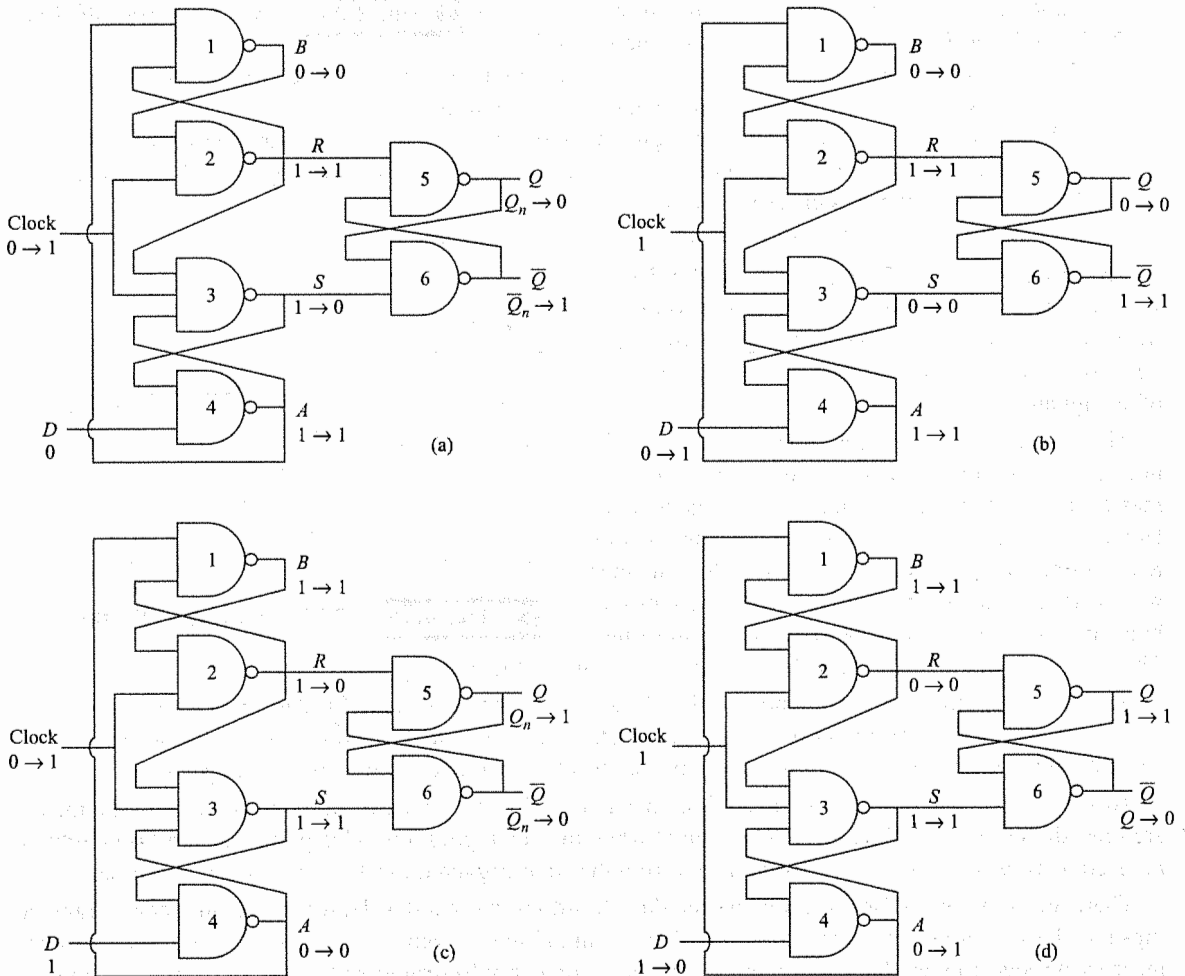 1
B
0 → 0
2
R
1 → 1
5
Q
Qₙ → 0
Clock
0 → 1
3
S
1 → 0
6
Q̅
Q̅ₙ → 1
4
A
1 → 1
D
0
(a)
1
B
0 → 0
2
R
1 → 1
5
Q
0 → 0
Clock
1
3
S
0 → 0
6
Q̅
1 → 1
4
A
1 → 1
D
0 → 1
(b)
1
B
1 → 1
2
R
1 → 0
5
Q
Qₙ → 1
Clock
0 → 1
3
S
1 → 1
6
Q̅
Q̅ₙ → 0
4
A
0 → 0
D
1
(c)
1
B
1 → 1
2
R
0 → 0
5
Q
1 → 1
Clock
1
3
S
1 → 1
6
Q̅
Q → 0
4
A
0 → 1
D
1 → 0
(d)